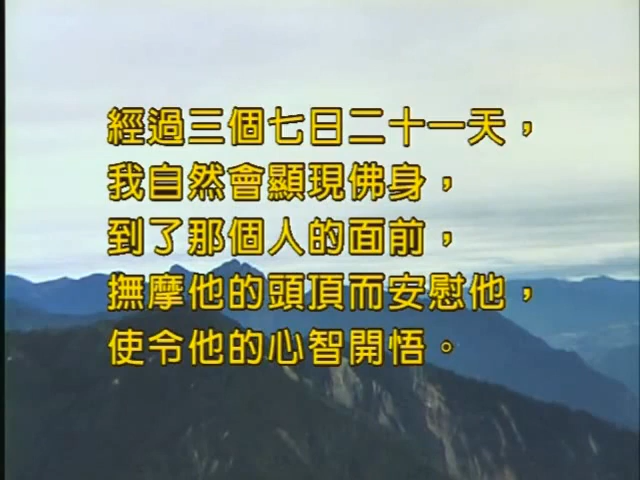 經過三個七日二十一天，
我自然會顯現佛身，
到了那個人的面前，
撫摩他的頭頂而安慰他，
使令他的心智開悟。